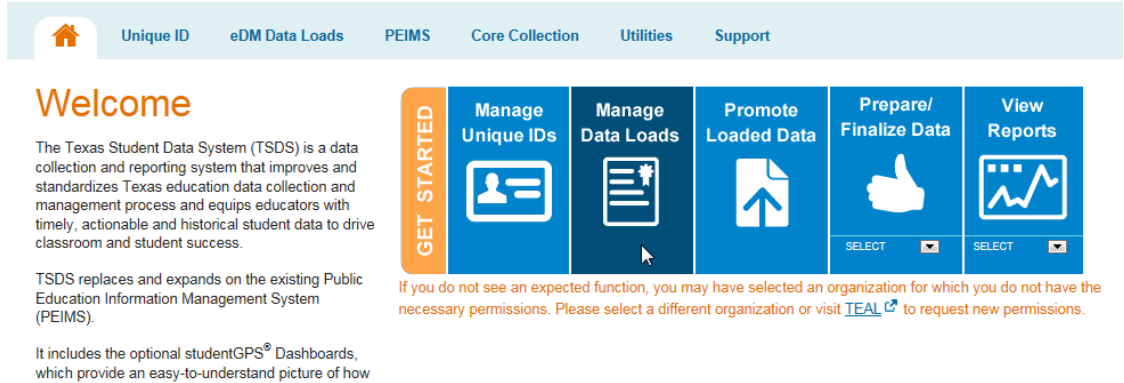 Unique ID eDM Data Loads PEIMS Core Collection Utilities Support
Welcome
The Texas Student Data System (TSDS) is a data
collection and reporting system that improves and
standardizes Texas education data collection and
management process and equips educators with
timely, actionable and historical student data to drive
classroom and student success.
TSDS replaces and expands on the existing Public
Education Information Management System
(PEIMS).
It includes the optional studentGPS® Dashboards,
which provide an easy-to-understand picture of how
GET STARTED
Manage
Unique IDs
Manage
Data Loads
Promote
Loaded Data
Prepare/
Finalize Data
SELECT
View
Reports
SELECT
If you do not see an expected function, you may have selected an organization for which you do not have the
necessary permissions. Please select a different organization or visit TEAL to request new permissions.